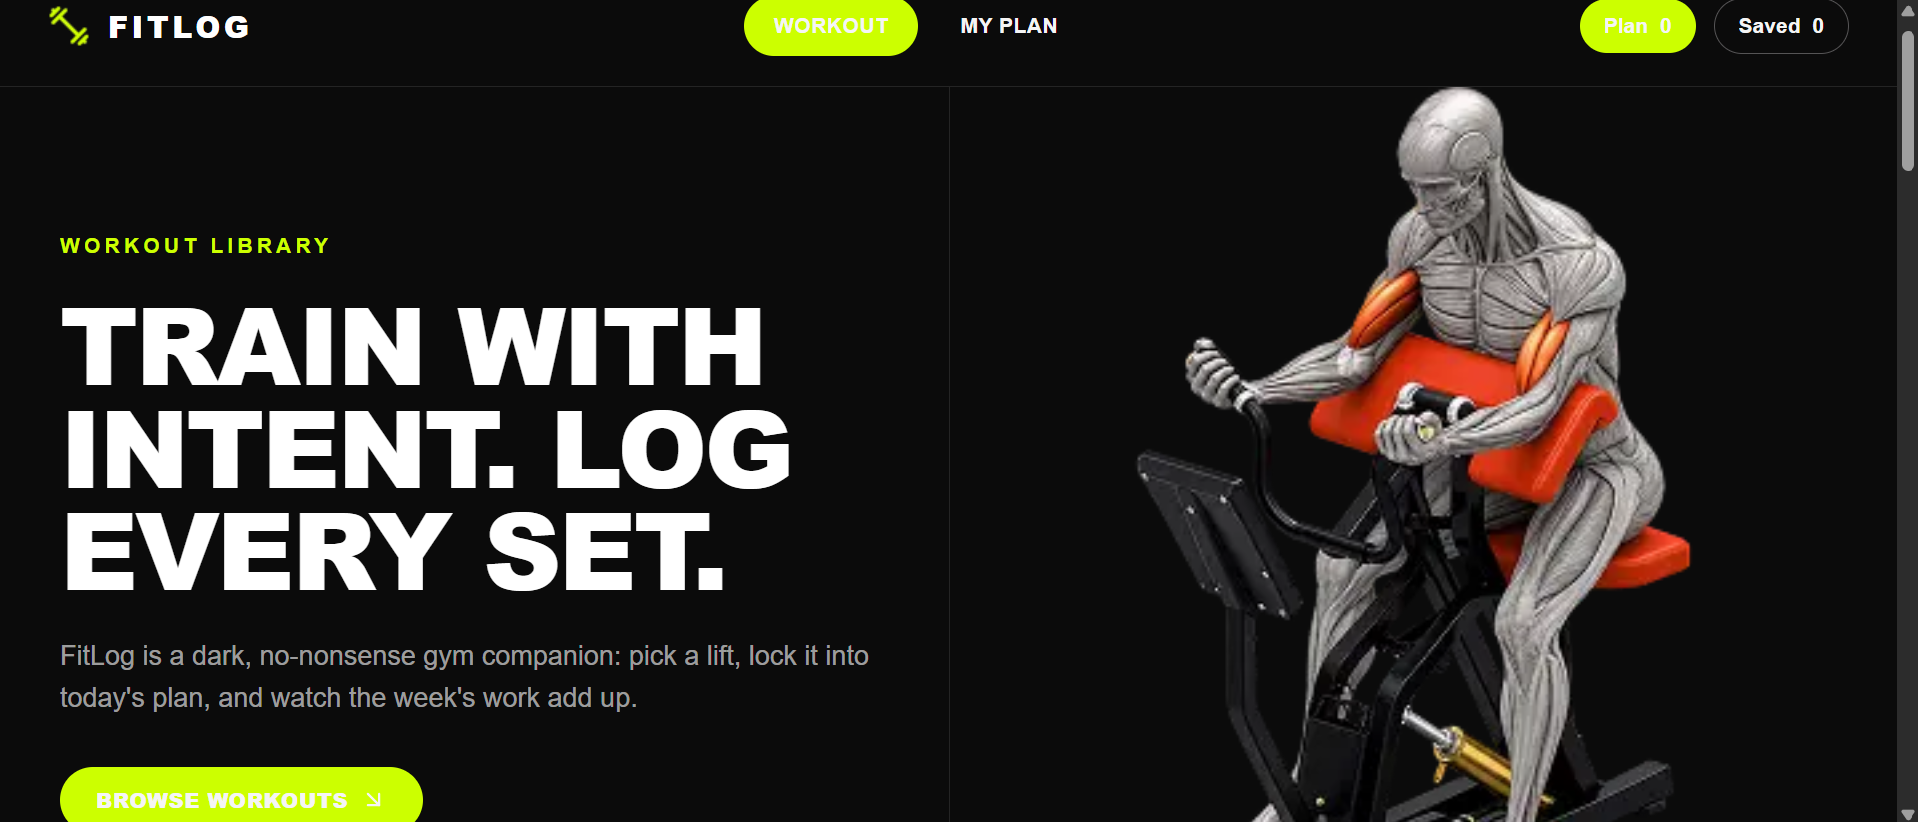 FITLOG
WORKOUT
MY PLAN
Plan 0
Saved 0
WORKOUT LIBRARY
TRAIN WITH
INTENT. LOG
EVERY SET.
FitLog is a dark, no-nonsense gym companion: pick a lift, lock it into
today's plan, and watch the week's work add up.
BROWSE WORKOUTS